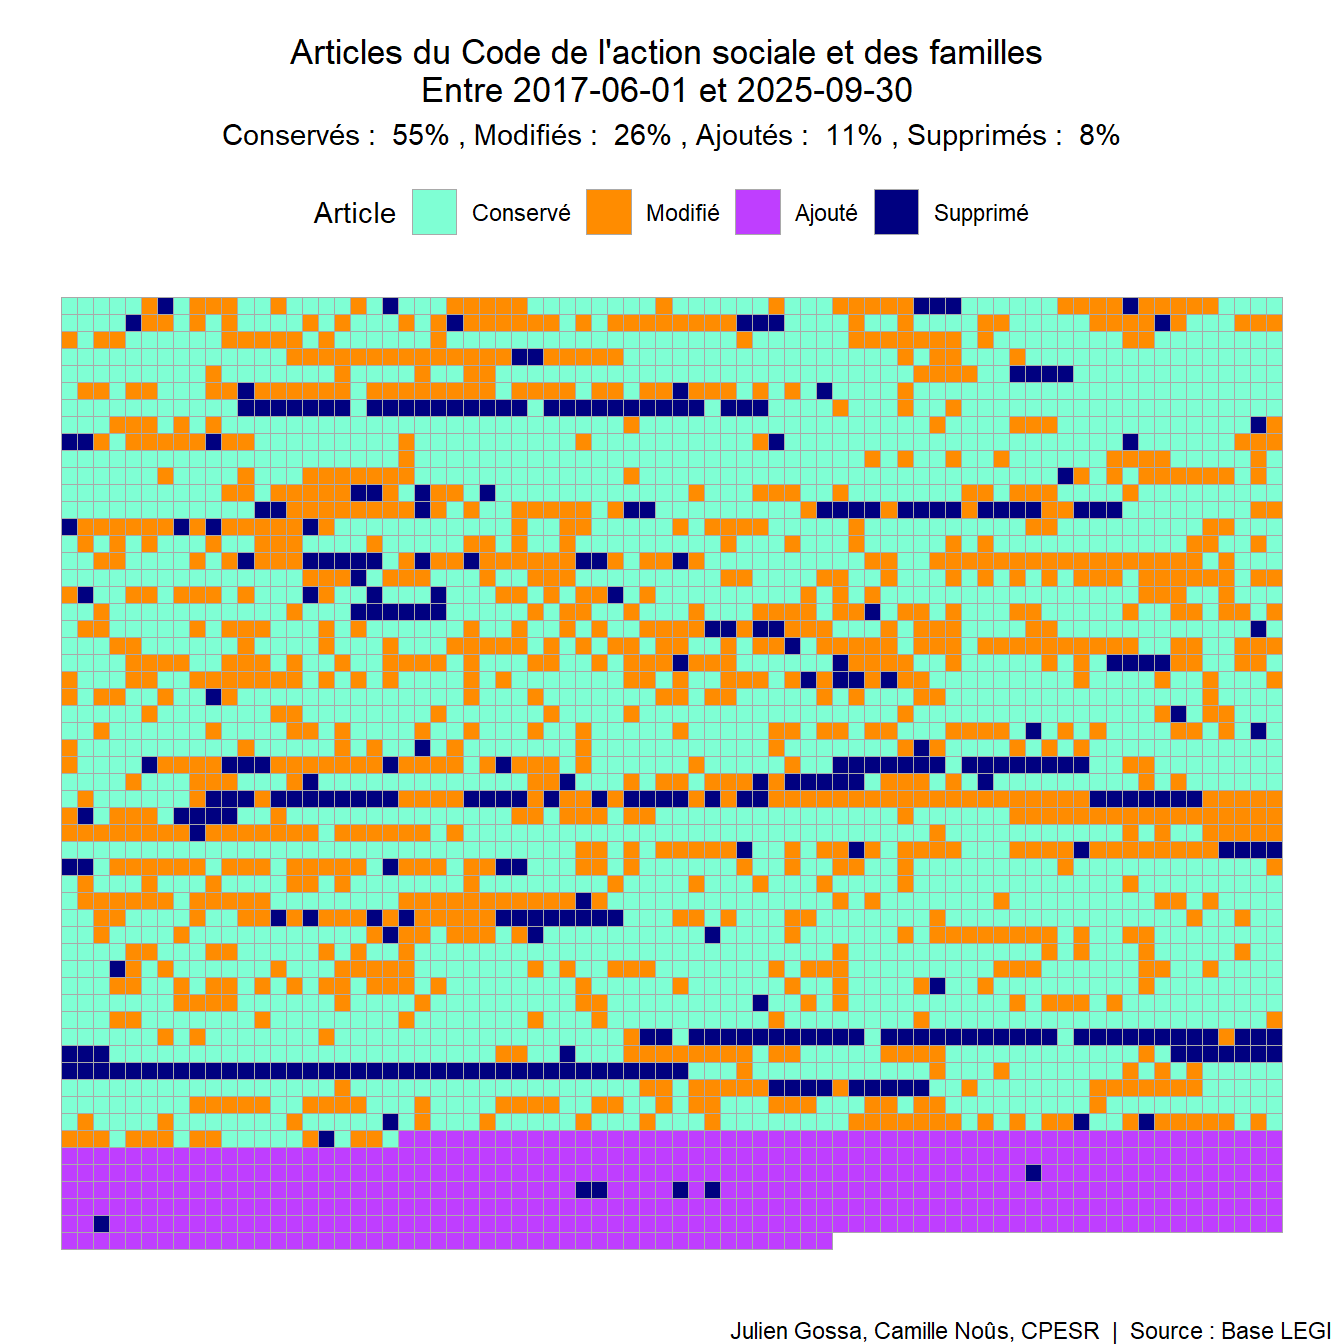 Articles du Code de l'action sociale et des familles
Entre 2017-06-01 et 2025-09-30
Conservés :  55% , Modifiés :  26% , Ajoutés :  11% , Supprimés :  8%
Article Conservé Modifié Ajouté Supprimé
Julien Gossa, Camille Noûs, CPESR | Source : Base LEGI